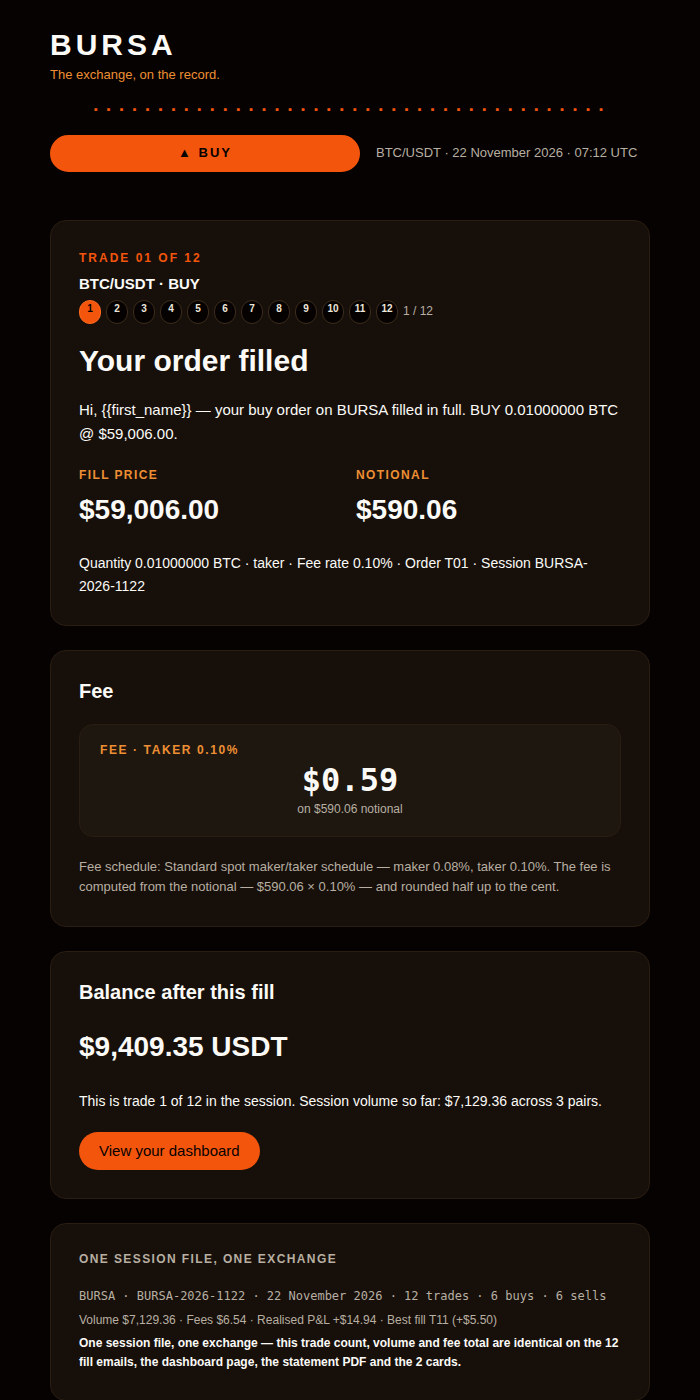 BURSA
The exchange, on the record.
▲ BUY
BTC/USDT · 22 November 2026 · 07:12 UTC
TRADE 01 OF 12
BTC/USDT · BUY
1 2 3 4 5 6 7 8 9 10 11 12 1 / 12
Your order filled
Hi, {{first_name}} — your buy order on BURSA filled in full. BUY 0.01000000 BTC
@ $59,006.00.
FILL PRICE
$59,006.00
NOTIONAL
$590.06
Quantity 0.01000000 BTC · taker · Fee rate 0.10% · Order T01 · Session BURSA-
2026-1122
Fee
FEE · TAKER 0.10%
$0.59
on $590.06 notional
Fee schedule: Standard spot maker/taker schedule — maker 0.08%, taker 0.10%. The fee is
computed from the notional — $590.06 × 0.10% — and rounded half up to the cent.
Balance after this fill
$9,409.35 USDT
This is trade 1 of 12 in the session. Session volume so far: $7,129.36 across 3 pairs.
View your dashboard
ONE SESSION FILE, ONE EXCHANGE
BURSA · BURSA-2026-1122 · 22 November 2026 · 12 trades · 6 buys · 6 sells
Volume $7,129.36 · Fees $6.54 · Realised P&L +$14.94 · Best fill T11 (+$5.50)
One session file, one exchange — this trade count, volume and fee total are identical on the 12
fill emails, the dashboard page, the statement PDF and the 2 cards.